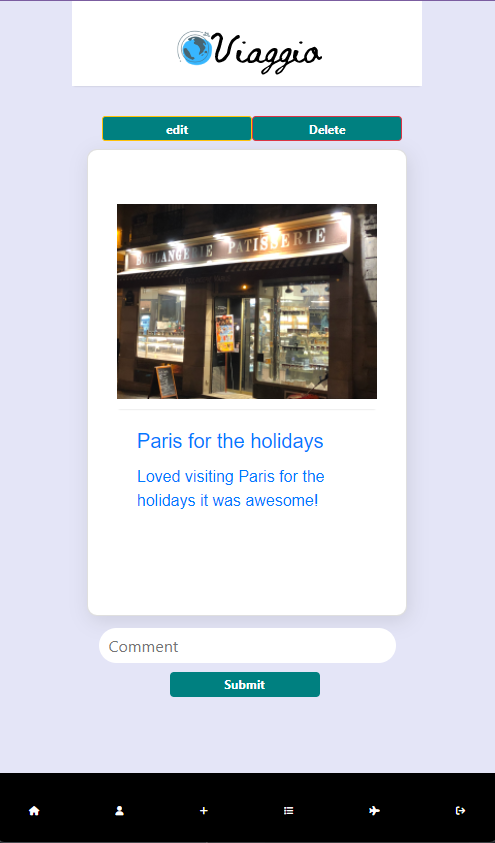 Viaggio
edit
Delete
BOULANGERIE PATISSERIE
Paris for the holidays
Loved visiting Paris for the
holidays it was awesome!
Comment
Submit